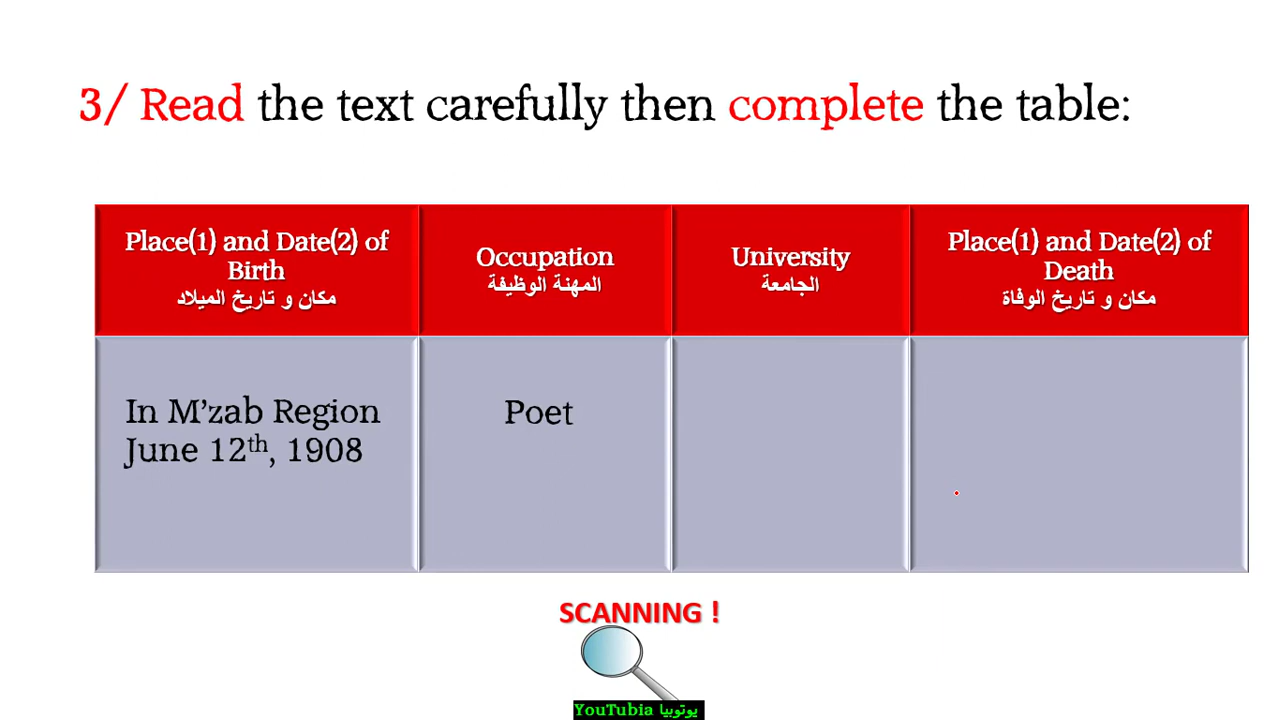 3/ Read the text carefully then complete the table:
Place(1) and Date(2) of
Birth
مكان و تاريخ الميلاد
Occupation
المهنة الوظيفة
University
الجامعة
Place(1) and Date(2) of
Death
مكان و تاريخ الوفاة
In M’zab Region
June 12th, 1908
Poet
SCANNING !
YouTubia يوتوبيا